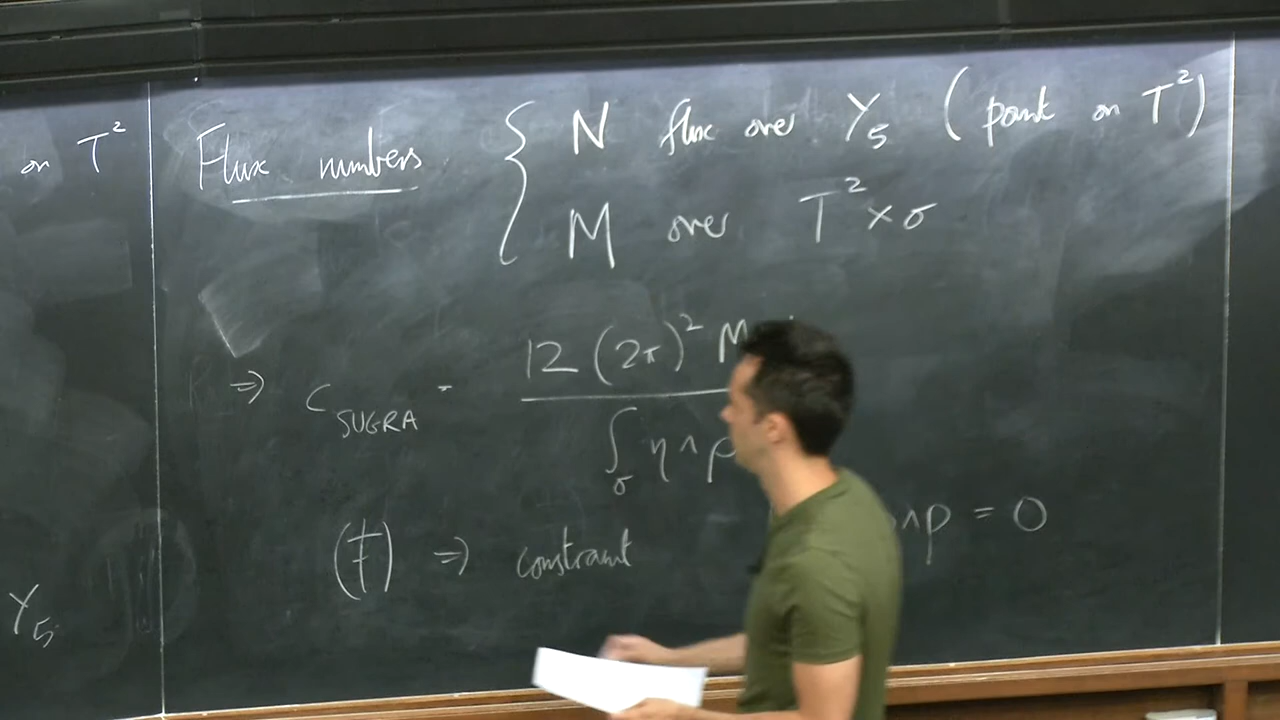 on T²
Flux numbers { N flux over Y₅ (point on T²)
M over T² × σ
⇒ c_SUGRA = 12 (2π)² M
∫_σ η ∧ ρ
(‡) ⇒ constraint ∧ρ = 0
Y₅